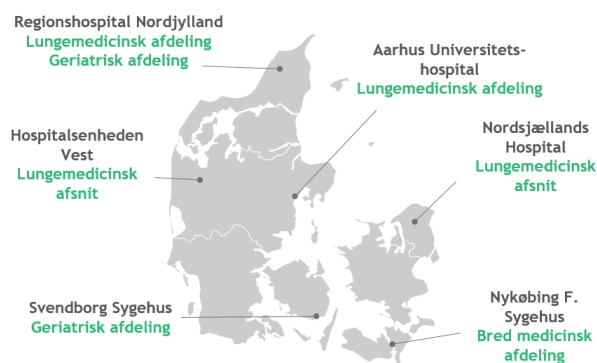 Regionshospital Nordjylland
Lungemedicinsk afdeling
Geriatrisk afdeling
Aarhus Universitets-
hospital
Lungemedicinsk afdeling
Hospitalsenheden
Vest
Lungemedicinsk
afsnit
Nordsjællands
Hospital
Lungemedicinsk
afsnit
Svendborg Sygehus
Geriatrisk afdeling
Nykøbing F.
Sygehus
Bred medicinsk
afdeling